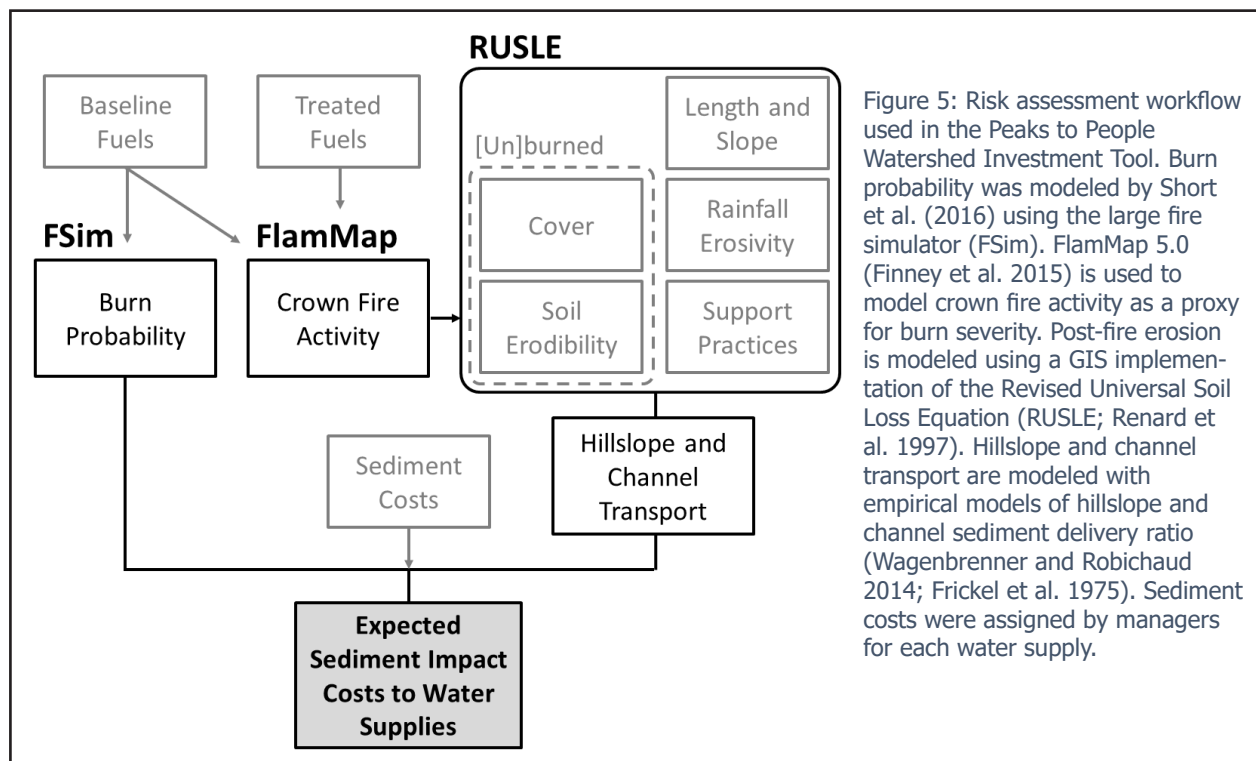 RUSLE
Baseline
Fuels
Treated
Fuels
[Un]burned
Length and
Slope
Cover
Rainfall
Erosivity
Soil
Erodibility
Support
Practices
FSim
FlamMap
Burn
Probability
Crown Fire
Activity
Sediment
Costs
Hillslope and
Channel
Transport
Expected
Sediment Impact
Costs to Water
Supplies
Figure 5: Risk assessment workflow
used in the Peaks to People
Watershed Investment Tool. Burn
probability was modeled by Short
et al. (2016) using the large fire
simulator (FSim). FlamMap 5.0
(Finney et al. 2015) is used to
model crown fire activity as a proxy
for burn severity. Post-fire erosion
is modeled using a GIS implemen-
tation of the Revised Universal Soil
Loss Equation (RUSLE; Renard et
al. 1997). Hillslope and channel
transport are modeled with
empirical models of hillslope and
channel sediment delivery ratio
(Wagenbrenner and Robichaud
2014; Frickel et al. 1975). Sediment
costs were assigned by managers
for each water supply.